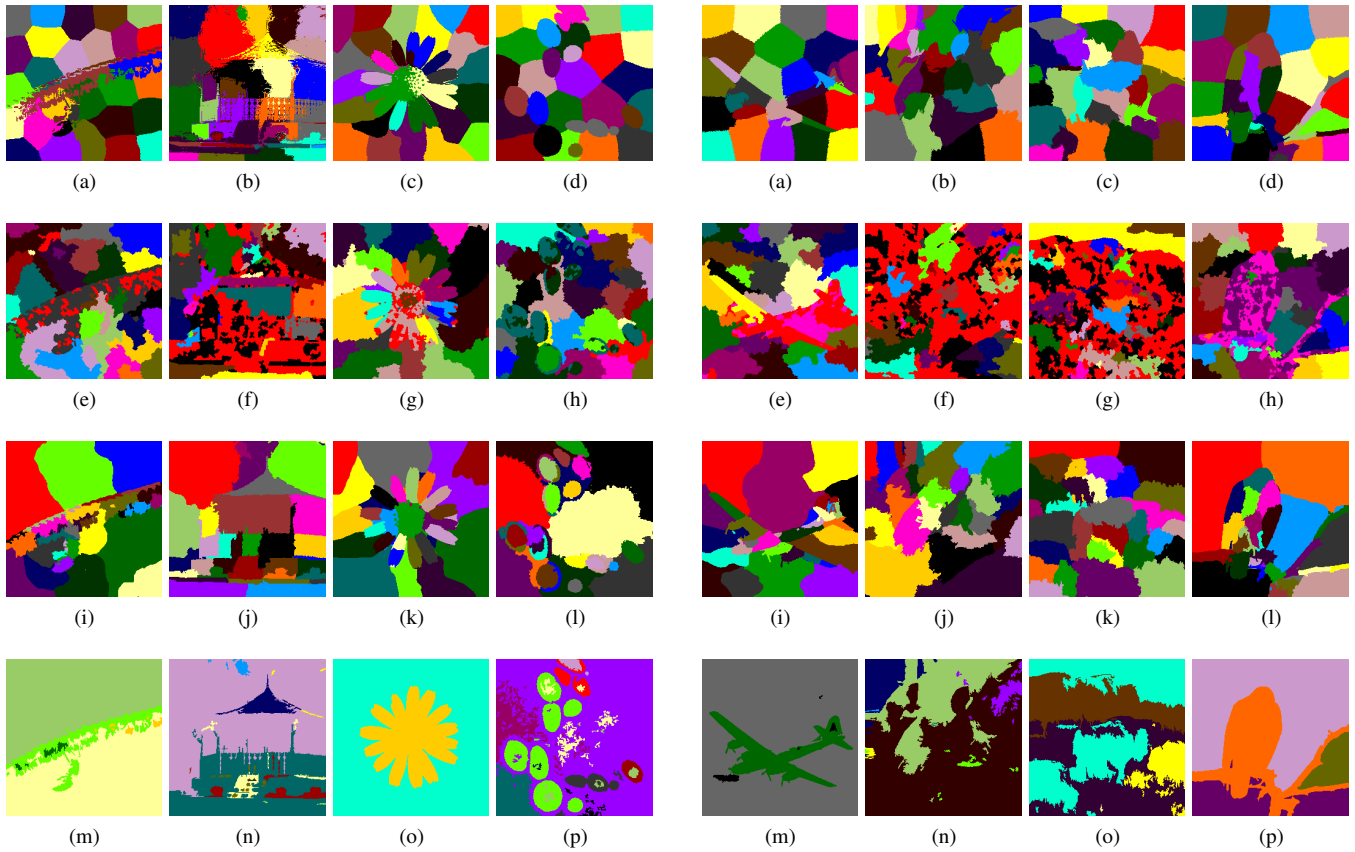 (a) (b) (c) (d) (a) (b) (c) (d)
(e) (f) (g) (h) (e) (f) (g) (h)
(i) (j) (k) (l) (i) (j) (k) (l)
(m) (n) (o) (p) (m) (n) (o) (p)